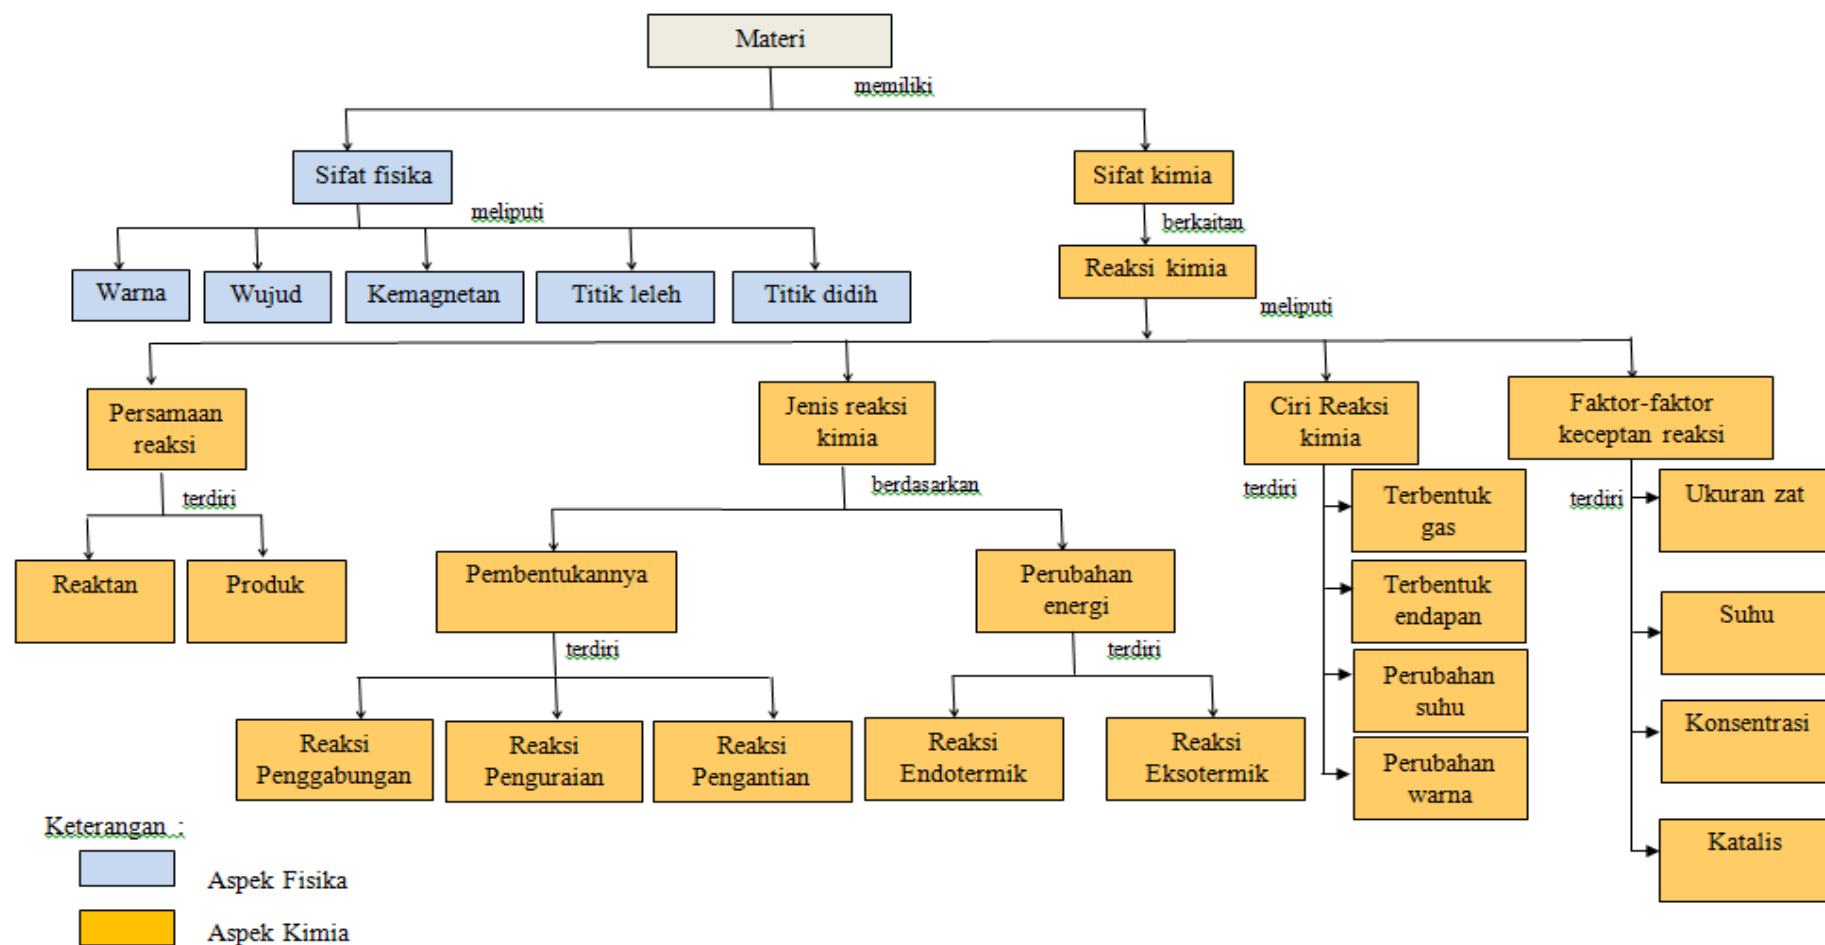 Materi
memiliki
Sifat fisika
Sifat kimia
meliputi
berkaitan
Warna
Wujud
Kemagnetan
Titik leleh
Titik didih
Reaksi kimia
meliputi
Persamaan
reaksi
Jenis reaksi
kimia
Ciri Reaksi
kimia
Faktor-faktor
keceptan reaksi
terdiri
berdasarkan
terdiri
terdiri
Reaktan
Produk
Pembentukannya
Perubahan
energi
Terbentuk
gas
Terbentuk
endapan
Perubahan
suhu
Perubahan
warna
Ukuran zat
Suhu
Konsentrasi
Katalis
terdiri
terdiri
Reaksi
Penggabungan
Reaksi
Penguraian
Reaksi
Pengantian
Reaksi
Endotermik
Reaksi
Eksotermik
Keterangan :
Aspek Fisika
Aspek Kimia